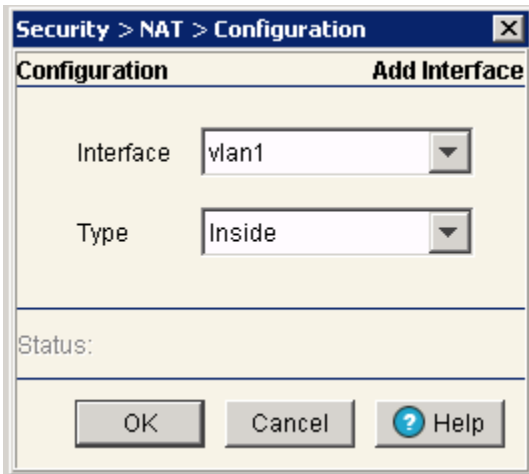 Security > NAT > Configuration
Configuration Add Interface
Interface vlan1
Type Inside
Status:
OK Cancel ? Help